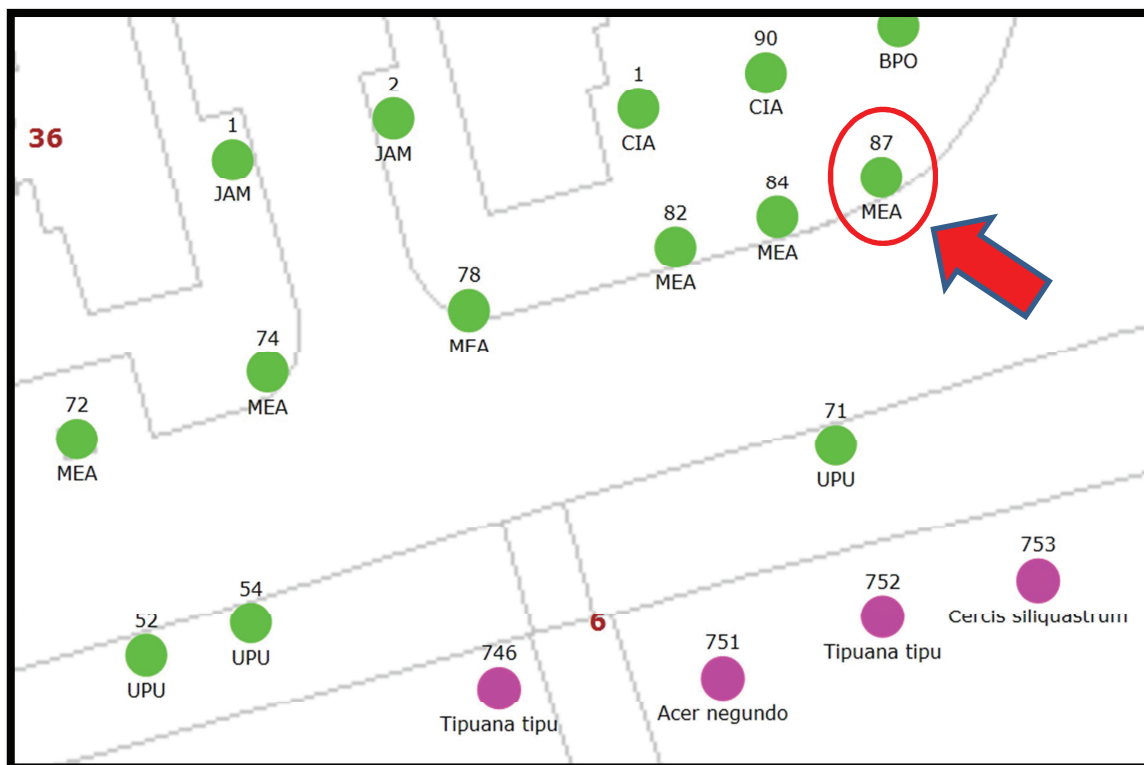 90
BPO
1
CIA
2
87
36
1
JAM
CIA
84
MEA
JAM
82
MEA
78
MEA
74
MEA
72
MEA
71
MEA
UPU
753
752
54
Cercis siliquastrum
52
6
UPU
746
751
Tipuana tipu
UPU
Tipuana tipu
Acer negundo